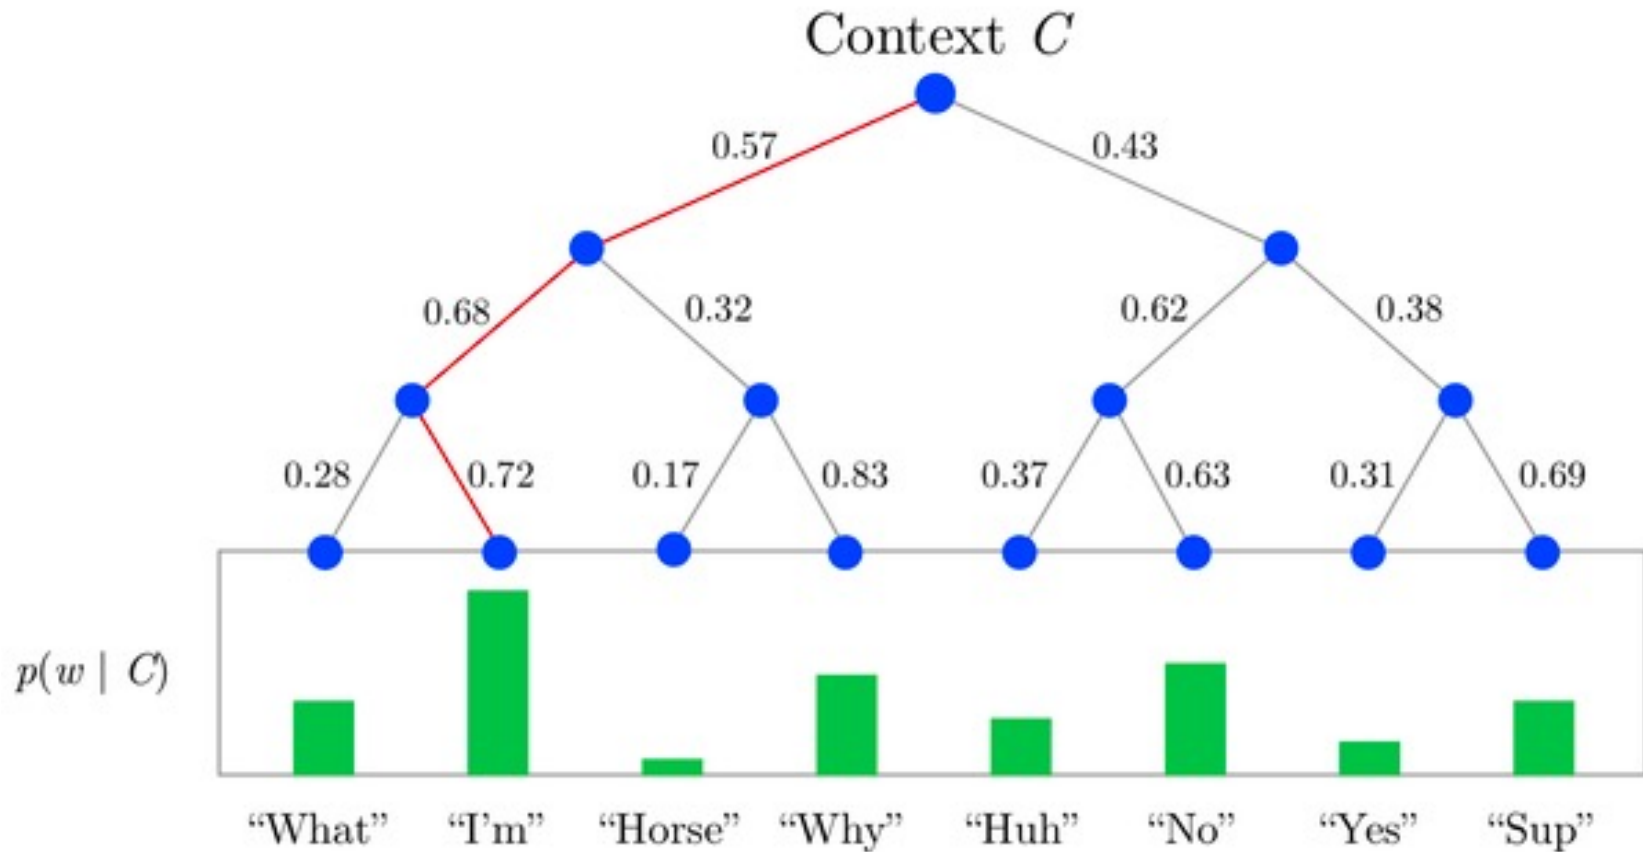 Context C
0.57 0.43
0.68 0.32 0.62 0.38
0.28 0.72 0.17 0.83 0.37 0.63 0.31 0.69
p(w | C)
“What” “I’m” “Horse” “Why” “Huh” “No” “Yes” “Sup”